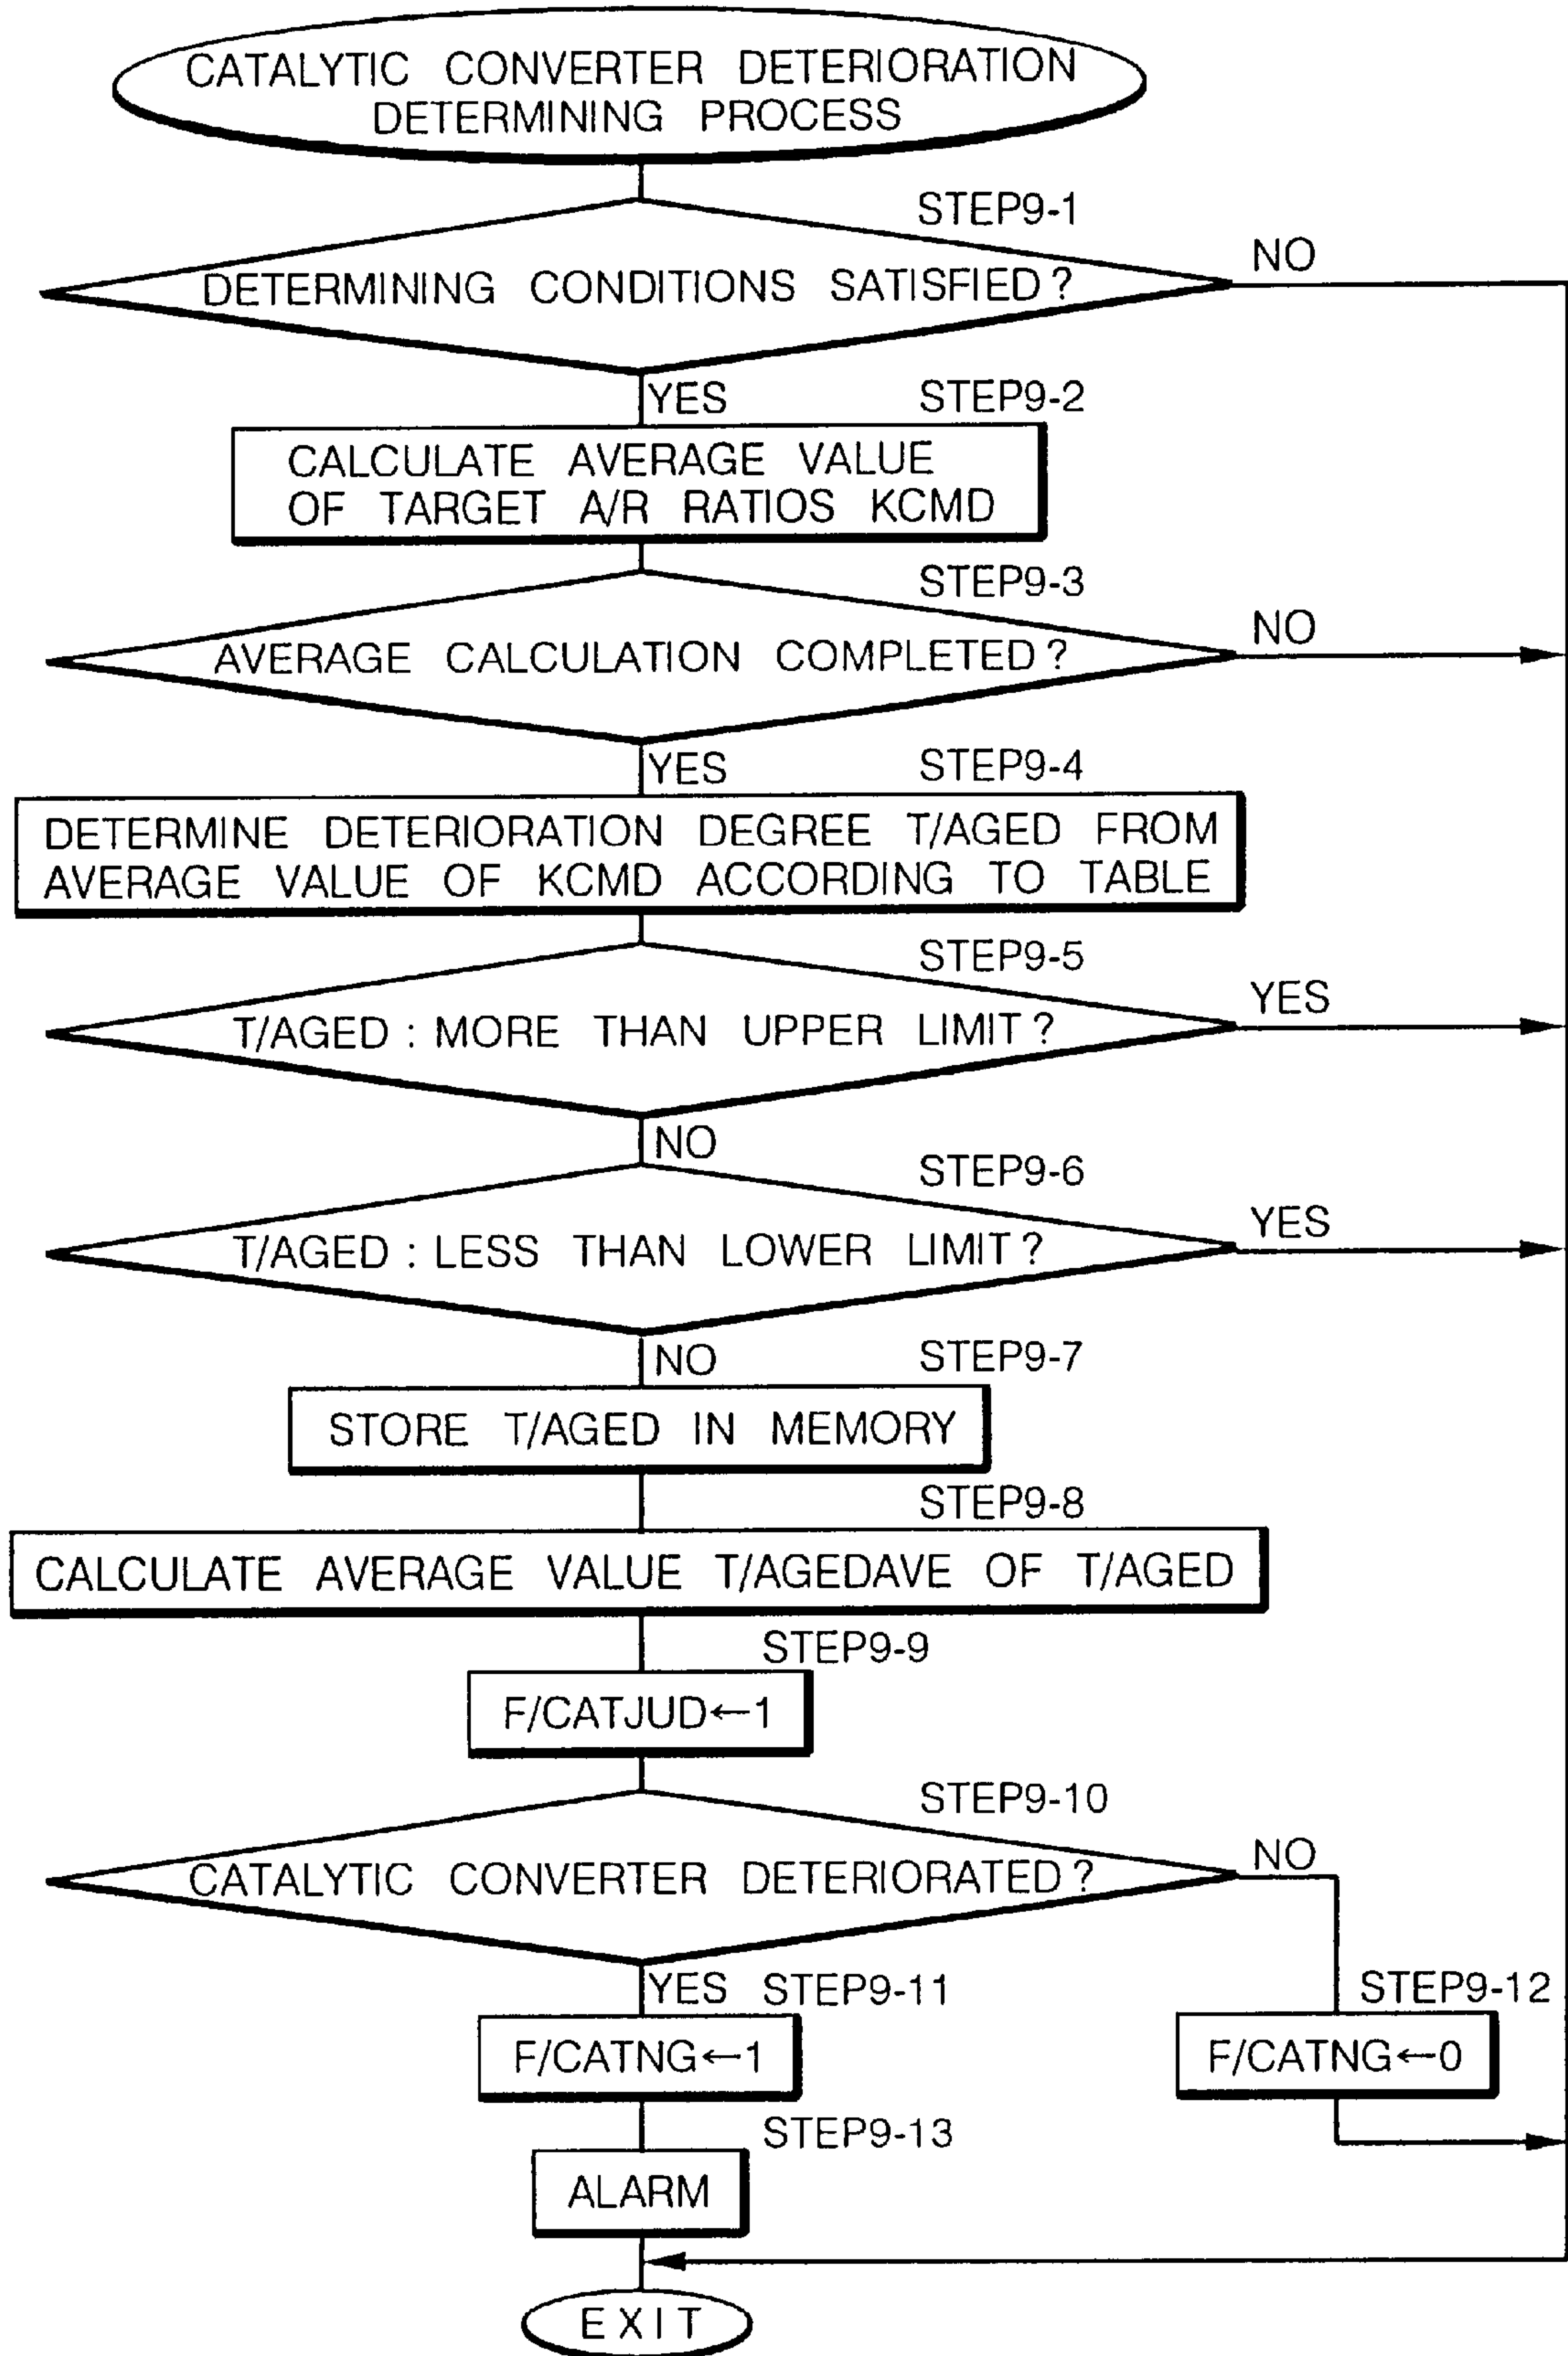 CATALYTIC CONVERTER DETERIORATION
DETERMINING PROCESS
STEP9-1
NO
DETERMINING CONDITIONS SATISFIED?
YES
STEP9-2
CALCULATE AVERAGE VALUE
OF TARGET A/R RATIOS KCMD
STEP9-3
NO
AVERAGE CALCULATION COMPLETED?
YES
STEP9-4
DETERMINE DETERIORATION DEGREE T/AGED FROM
AVERAGE VALUE OF KCMD ACCORDING TO TABLE
STEP9-5
YES
T/AGED : MORE THAN UPPER LIMIT?
NO
STEP9-6
YES
T/AGED : LESS THAN LOWER LIMIT?
NO
STEP9-7
STORE T/AGED IN MEMORY
STEP9-8
CALCULATE AVERAGE VALUE T/AGEDAVE OF T/AGED
STEP9-9
F/CATJUD←1
STEP9-10
NO
CATALYTIC CONVERTER DETERIORATED?
YES
STEP9-11
STEP9-12
F/CATNG←1
F/CATNG←0
STEP9-13
ALARM
EXIT